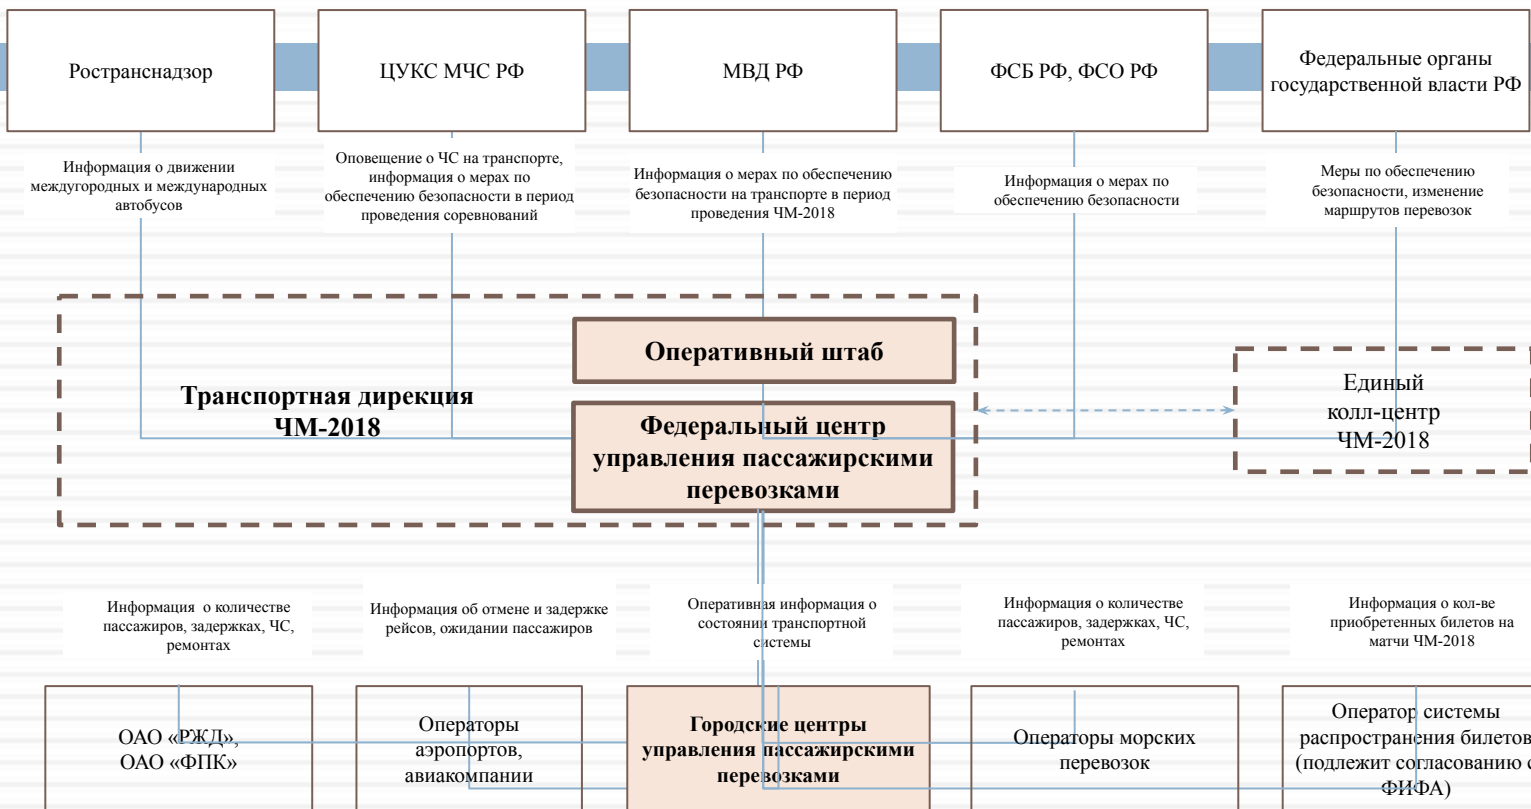 Ространснадзор
ЦУКС МЧС РФ
МВД РФ
ФСБ РФ, ФСО РФ
Федеральные органы
государственной власти РФ
Информация о движении
междугородных и международных
автобусов
Оповещение о ЧС на транспорте,
информация о мерах по
обеспечению безопасности в период
проведения соревнований
Информация о мерах по обеспечению
безопасности на транспорте в период
проведения ЧМ-2018
Информация о мерах по
обеспечению безопасности
Меры по обеспечению
безопасности, изменение
маршрутов перевозок
Транспортная дирекция
ЧМ-2018
Оперативный штаб
Федеральный центр
управления пассажирскими
перевозками
Единый
колл-центр
ЧМ-2018
Информация о количестве
пассажиров, задержках, ЧС,
ремонтах
Информация об отмене и задержке
рейсов, ожидании пассажиров
Оперативная информация о
состоянии транспортной
системы
Информация о количестве
пассажиров, задержках, ЧС,
ремонтах
Информация о кол-ве
приобретенных билетов на
матчи ЧМ-2018
ОАО «РЖД»,
ОАО «ФПК»
Операторы
аэропортов,
авиакомпании
Городские центры
управления пассажирскими
перевозками
Операторы морских
перевозок
Оператор системы
распространения билетов
(подлежит согласованию с
ФИФА)